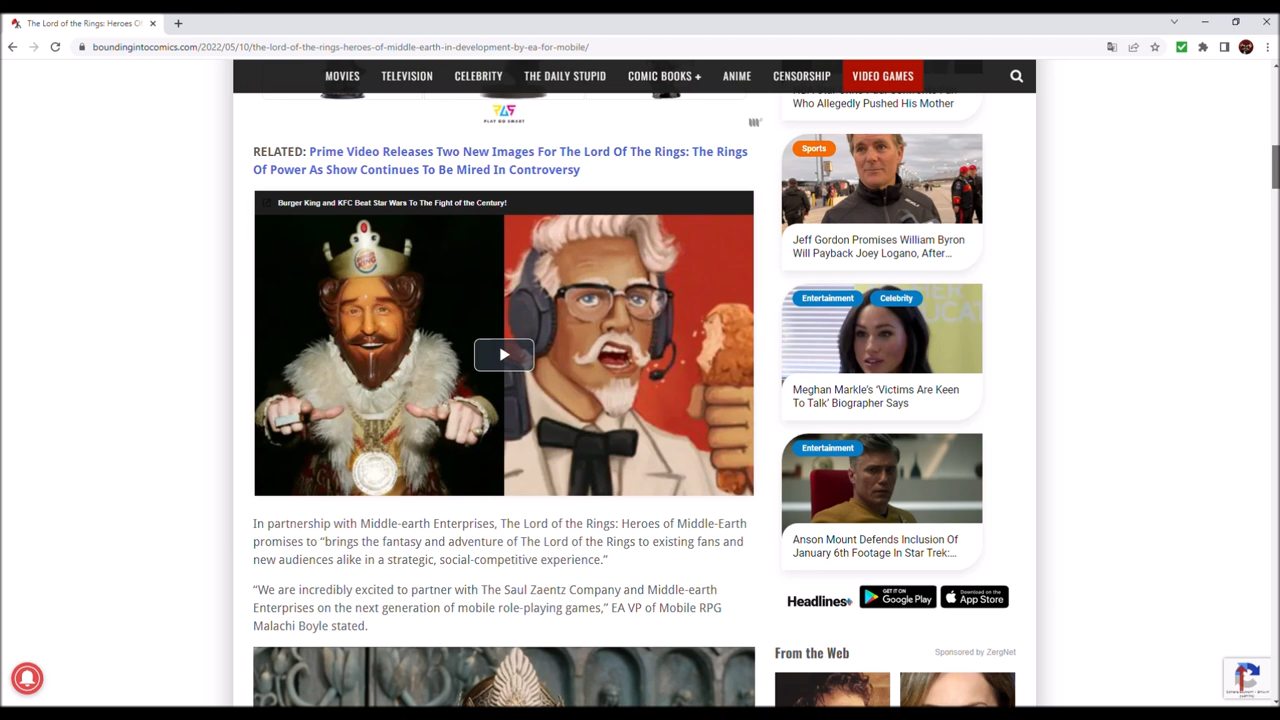 The Lord of the Rings: Heroes Of
boundingintocomics.com/2022/05/10/the-lord-of-the-rings-heroes-of-middle-earth-in-development-by-ea-for-mobile/
MOVIES TELEVISION CELEBRITY THE DAILY STUPID COMIC BOOKS + ANIME CENSORSHIP VIDEO GAMES
PLAY GO SMART
RELATED: Prime Video Releases Two New Images For The Lord Of The Rings: The Rings
Of Power As Show Continues To Be Mired In Controversy
Burger King and KFC Beat Star Wars To The Fight of the Century!
BURGER KING
In partnership with Middle-earth Enterprises, The Lord of the Rings: Heroes of Middle-Earth
promises to “brings the fantasy and adventure of The Lord of the Rings to existing fans and
new audiences alike in a strategic, social-competitive experience.”
“We are incredibly excited to partner with The Saul Zaentz Company and Middle-earth
Enterprises on the next generation of mobile role-playing games,” EA VP of Mobile RPG
Malachi Boyle stated.
Who Allegedly Pushed His Mother
Sports
Jeff Gordon Promises William Byron
Will Payback Joey Logano, After...
Entertainment Celebrity
Meghan Markle's ‘Victims Are Keen
To Talk’ Biographer Says
Entertainment
Anson Mount Defends Inclusion Of
January 6th Footage In Star Trek:...
Headlines+
GET IT ON
Google Play
Download on the
App Store
From the Web
Sponsored by ZergNet